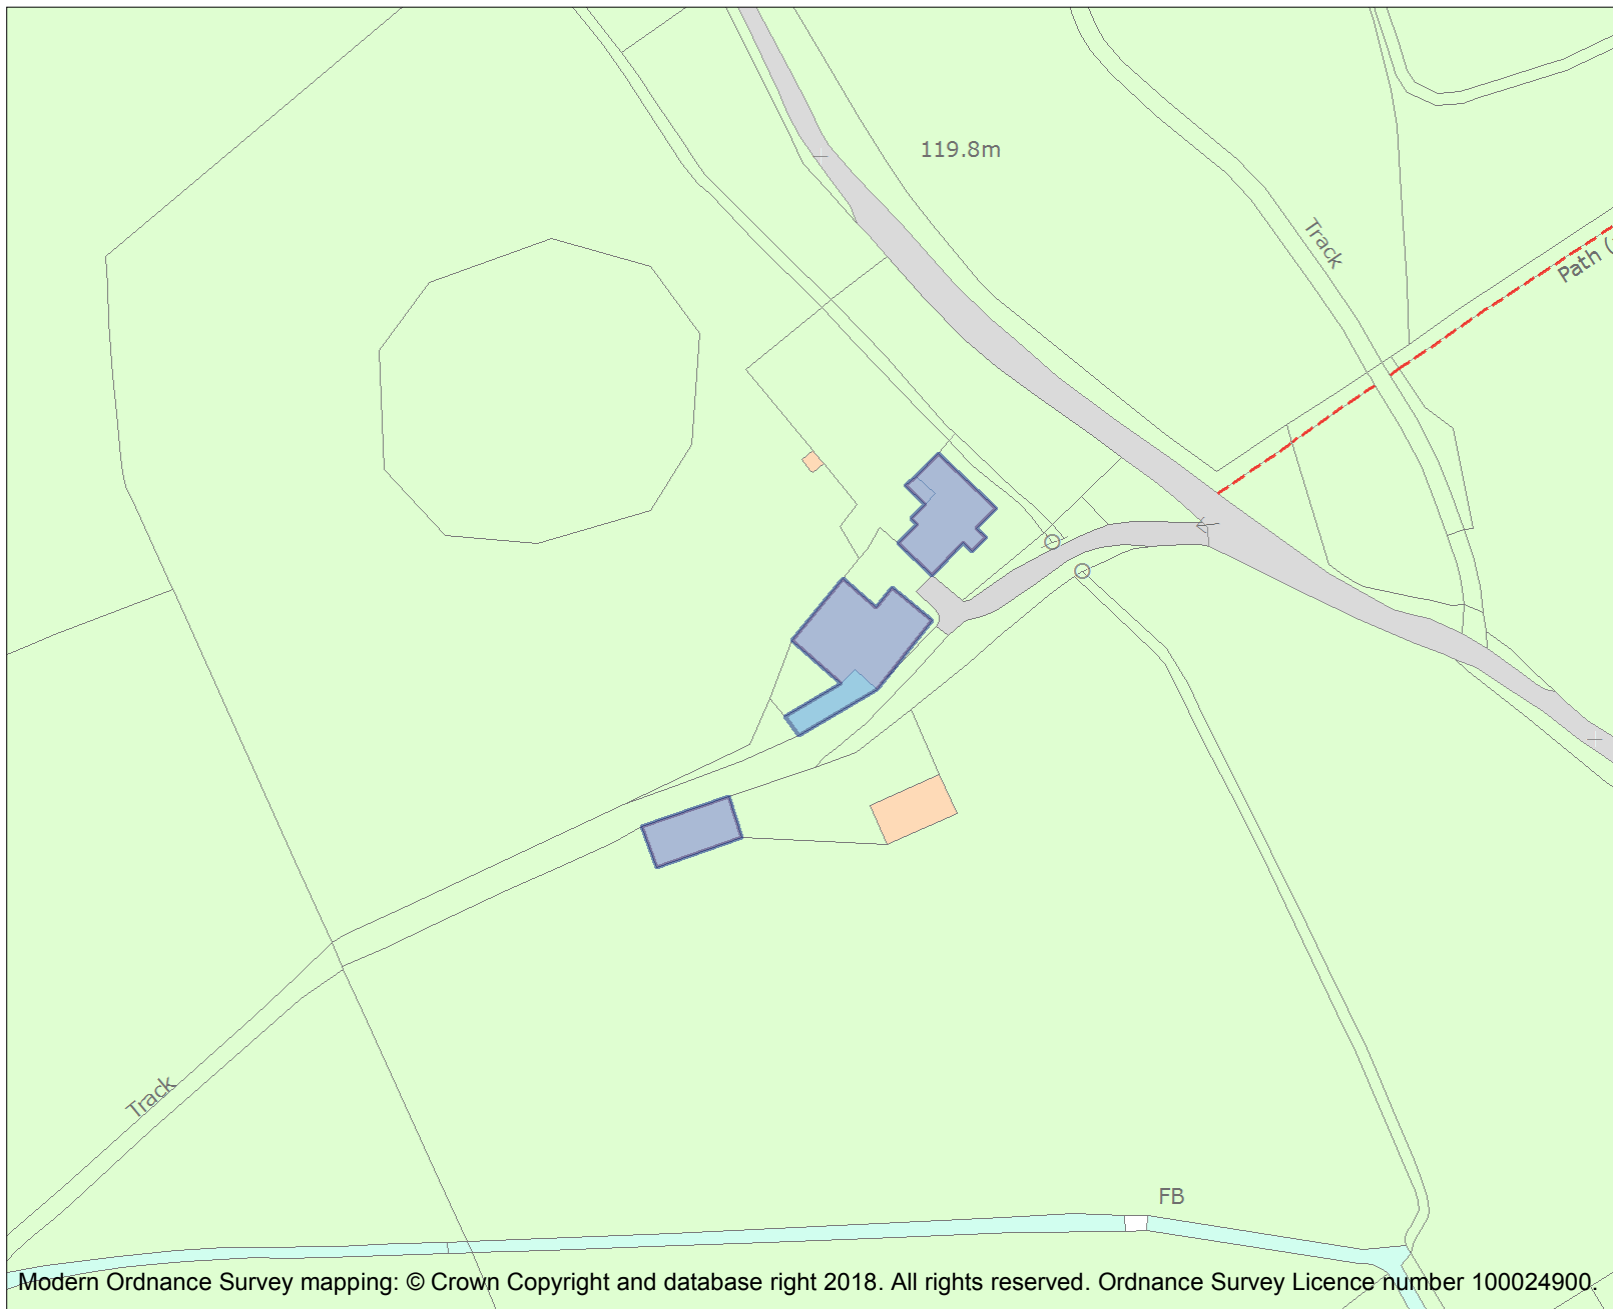 119.8m
Track
Path (
Track
FB
Modern Ordnance Survey mapping: © Crown Copyright and database right 2018. All rights reserved. Ordnance Survey Licence number 100024900.